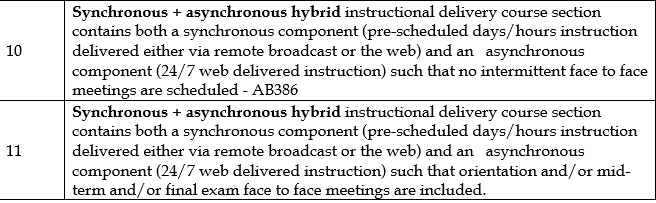 Synchronous + asynchronous hybrid instructional delivery course section
contains both a synchronous component (pre-scheduled days/hours instruction
10 delivered either via remote broadcast or the web) and an asynchronous
component (24/7 web delivered instruction) such that no intermittent face to face
meetings are scheduled - AB386
Synchronous + asynchronous hybrid instructional delivery course section
contains both a synchronous component (pre-scheduled days/hours instruction
11 delivered either via remote broadcast or the web) and an asynchronous
component (24/7 web delivered instruction) such that orientation and/or mid-
term and/or final exam face to face meetings are included.